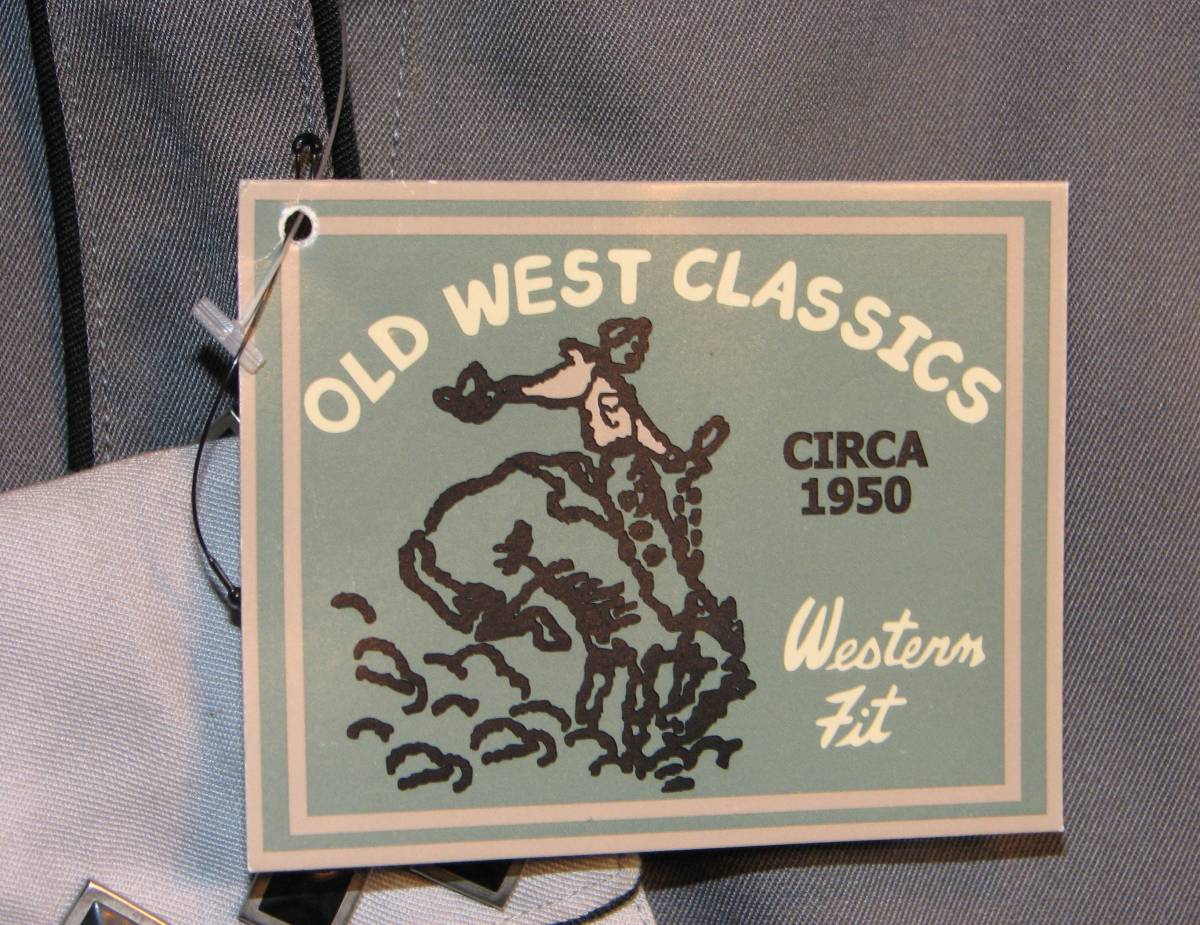 OLD WEST CLASSICS
CIRCA
1950
Western
Fit